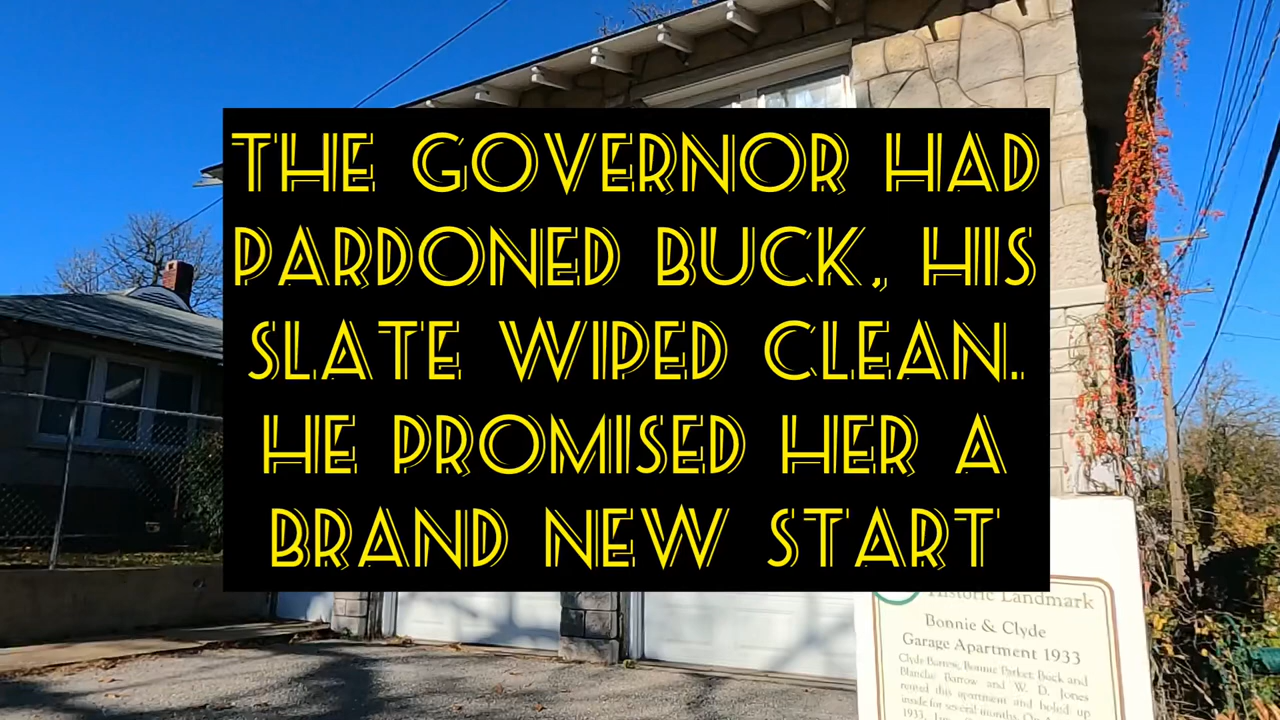 THE GOVERNOR HAD
PARDONED BUCK, HIS
SLATE WIPED CLEAN.
HE PROMISED HER A
BRAND NEW START
Historic Landmark
Bonnie & Clyde
Garage Apartment 1933
Clyde Barrow, Bonnie Parker, Buck and
Blanche Barrow and W. D. Jones
rented this apartment and holed up
inside for several months. On
1933,